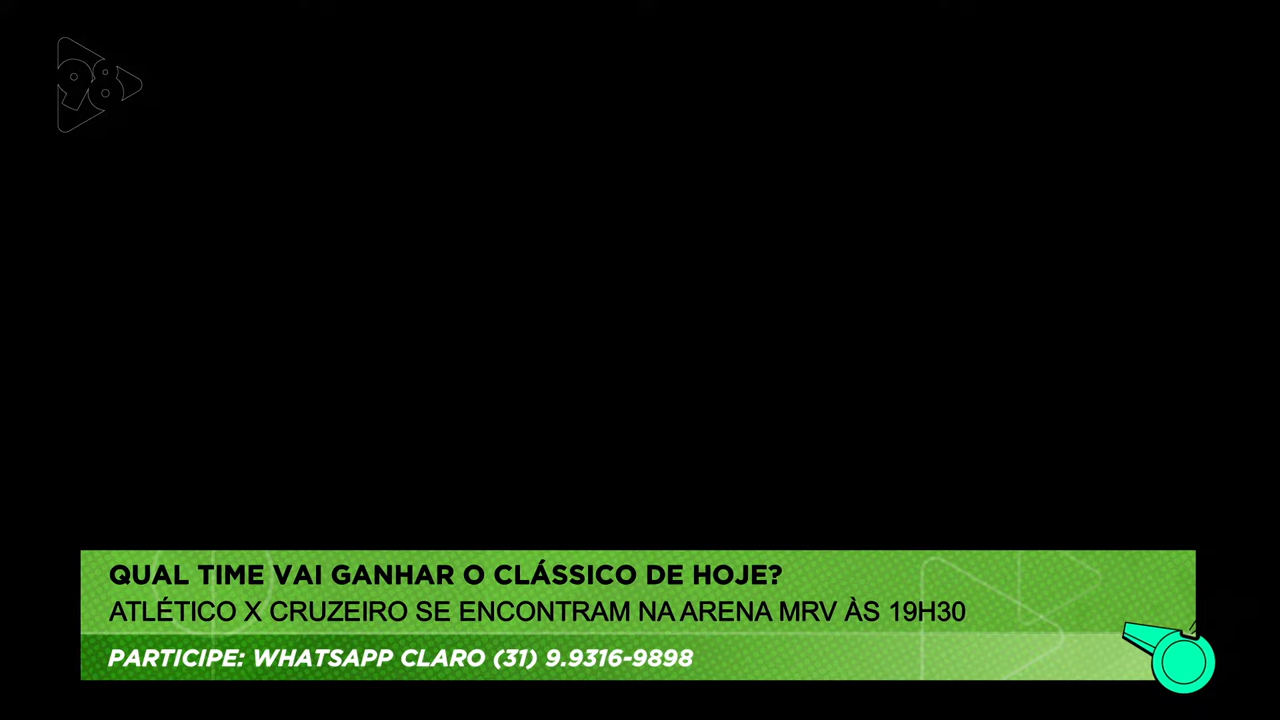 98
QUAL TIME VAI GANHAR O CLÁSSICO DE HOJE?
ATLÉTICO X CRUZEIRO SE ENCONTRAM NA ARENA MRV ÀS 19H30
PARTICIPE: WHATSAPP CLARO (31) 9.9316-9898